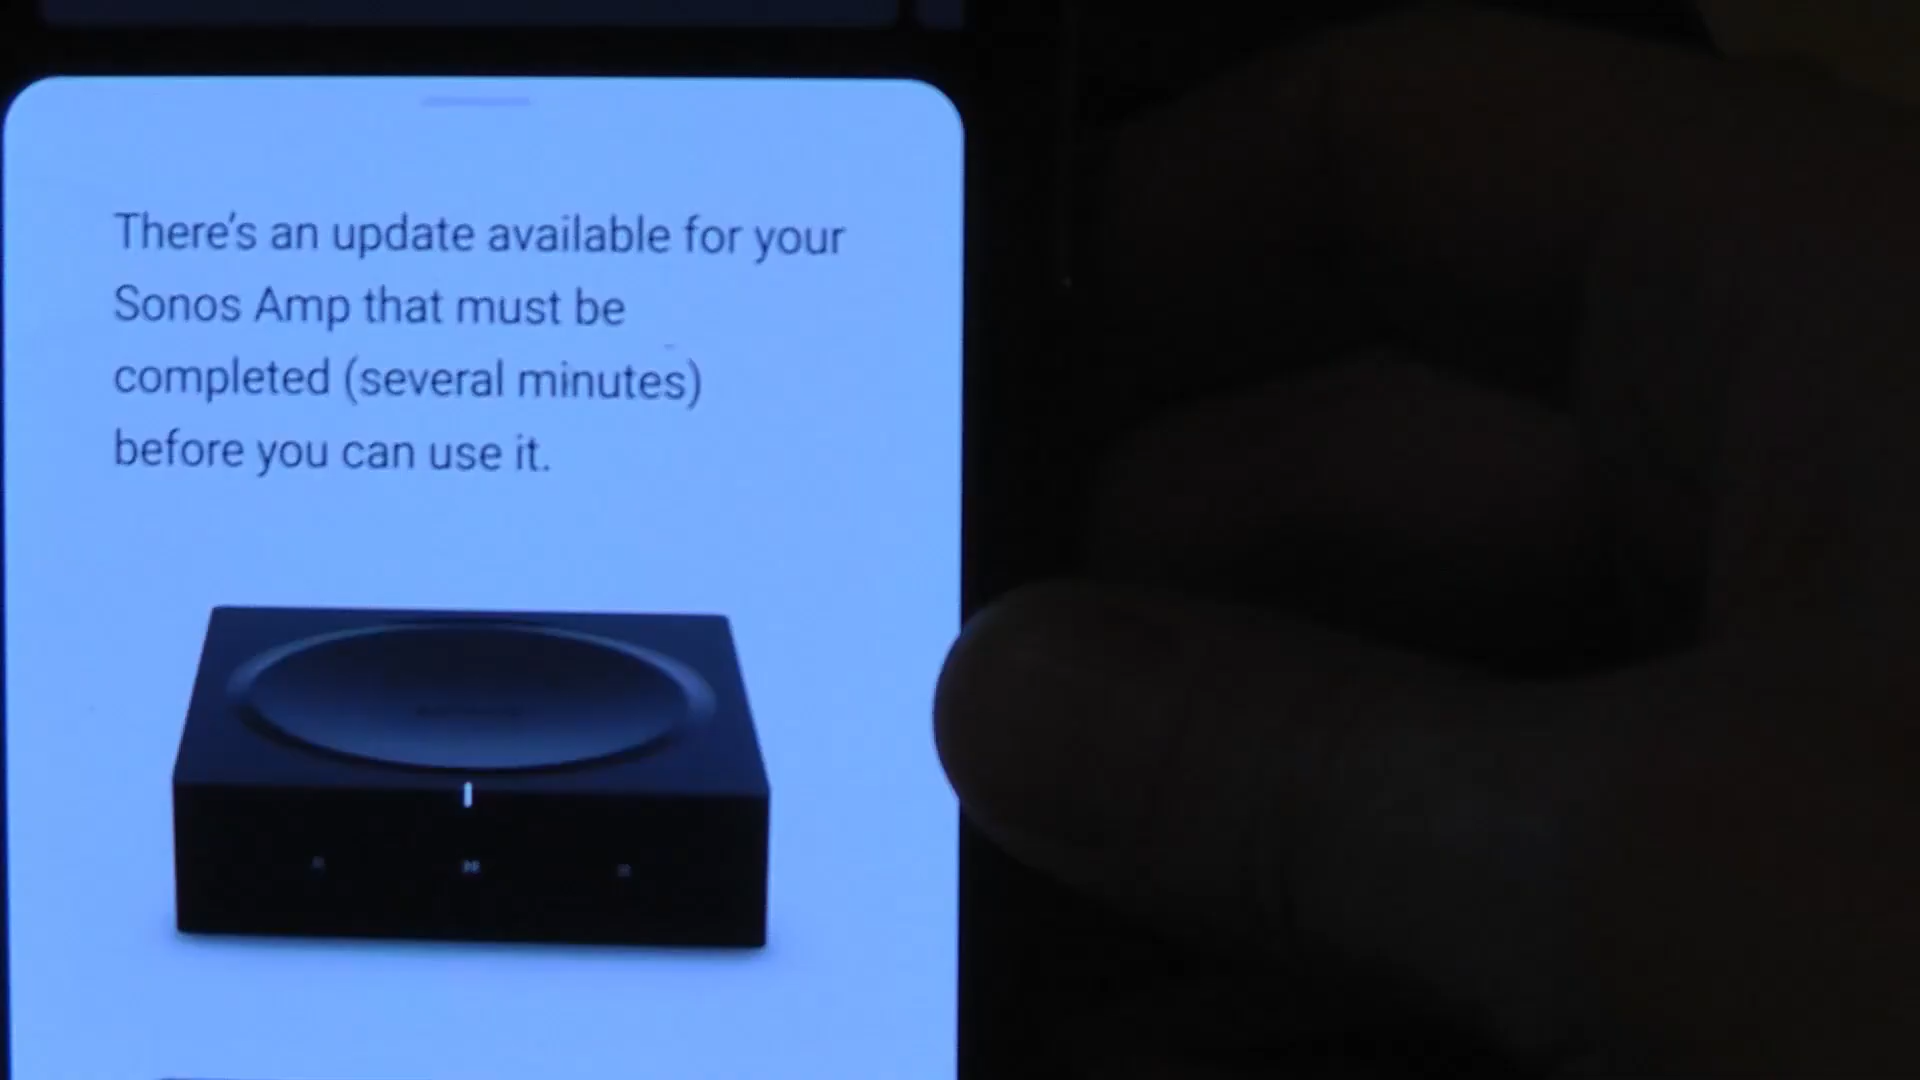 There's an update available for your
Sonos Amp that must be
completed (several minutes)
before you can use it.